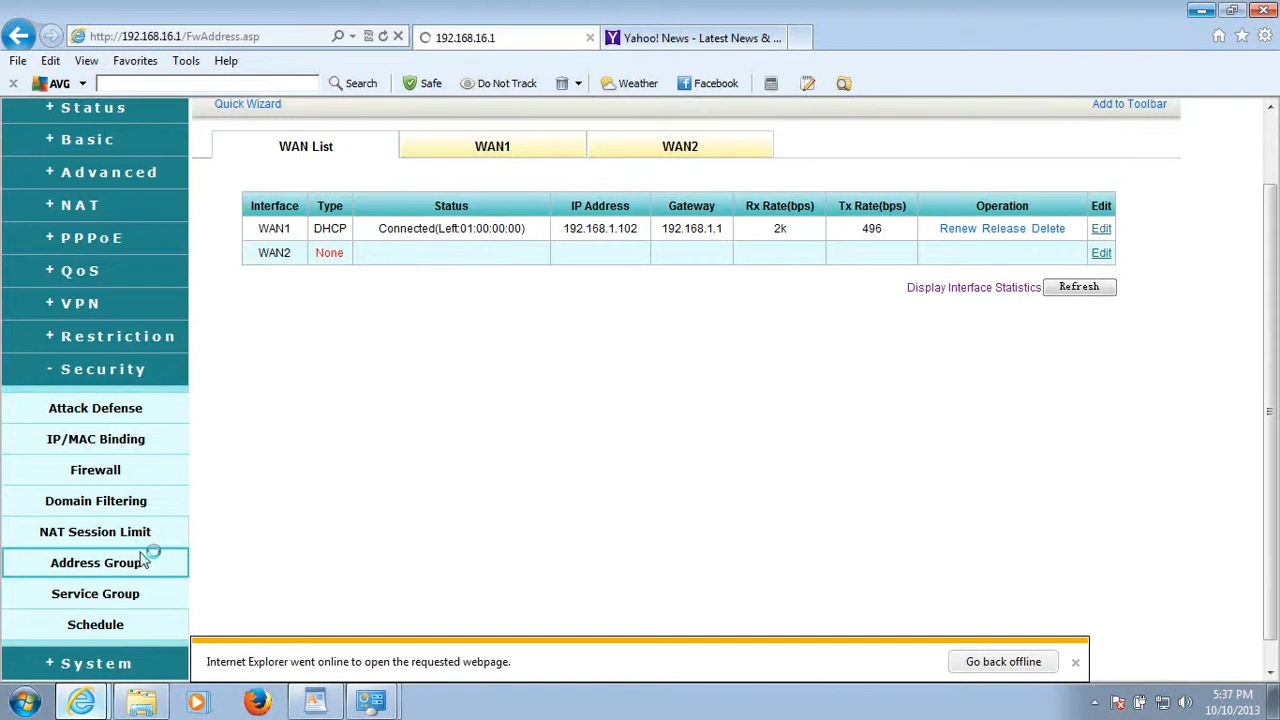 http://192.168.16.1/FwAddress.asp
192.168.16.1
Yahoo! News - Latest News & ...
File Edit View Favorites Tools Help
AVG Search Safe Do Not Track Weather Facebook
+ Status
Quick Wizard
Add to Toolbar
+ Basic
WAN List WAN1 WAN2
+ Advanced
+ NAT
Interface Type Status IP Address Gateway Rx Rate(bps) Tx Rate(bps) Operation Edit
WAN1 DHCP Connected(Left:01:00:00:00) 192.168.1.102 192.168.1.1 2k 496 Renew Release Delete Edit
+ PPPoE
WAN2 None Edit
+ QoS
Display Interface Statistics Refresh
+ VPN
+ Restriction
- Security
Attack Defense
IP/MAC Binding
Firewall
Domain Filtering
NAT Session Limit
Address Group
Service Group
Schedule
+ System
Internet Explorer went online to open the requested webpage.
Go back offline
5:37 PM
10/10/2013